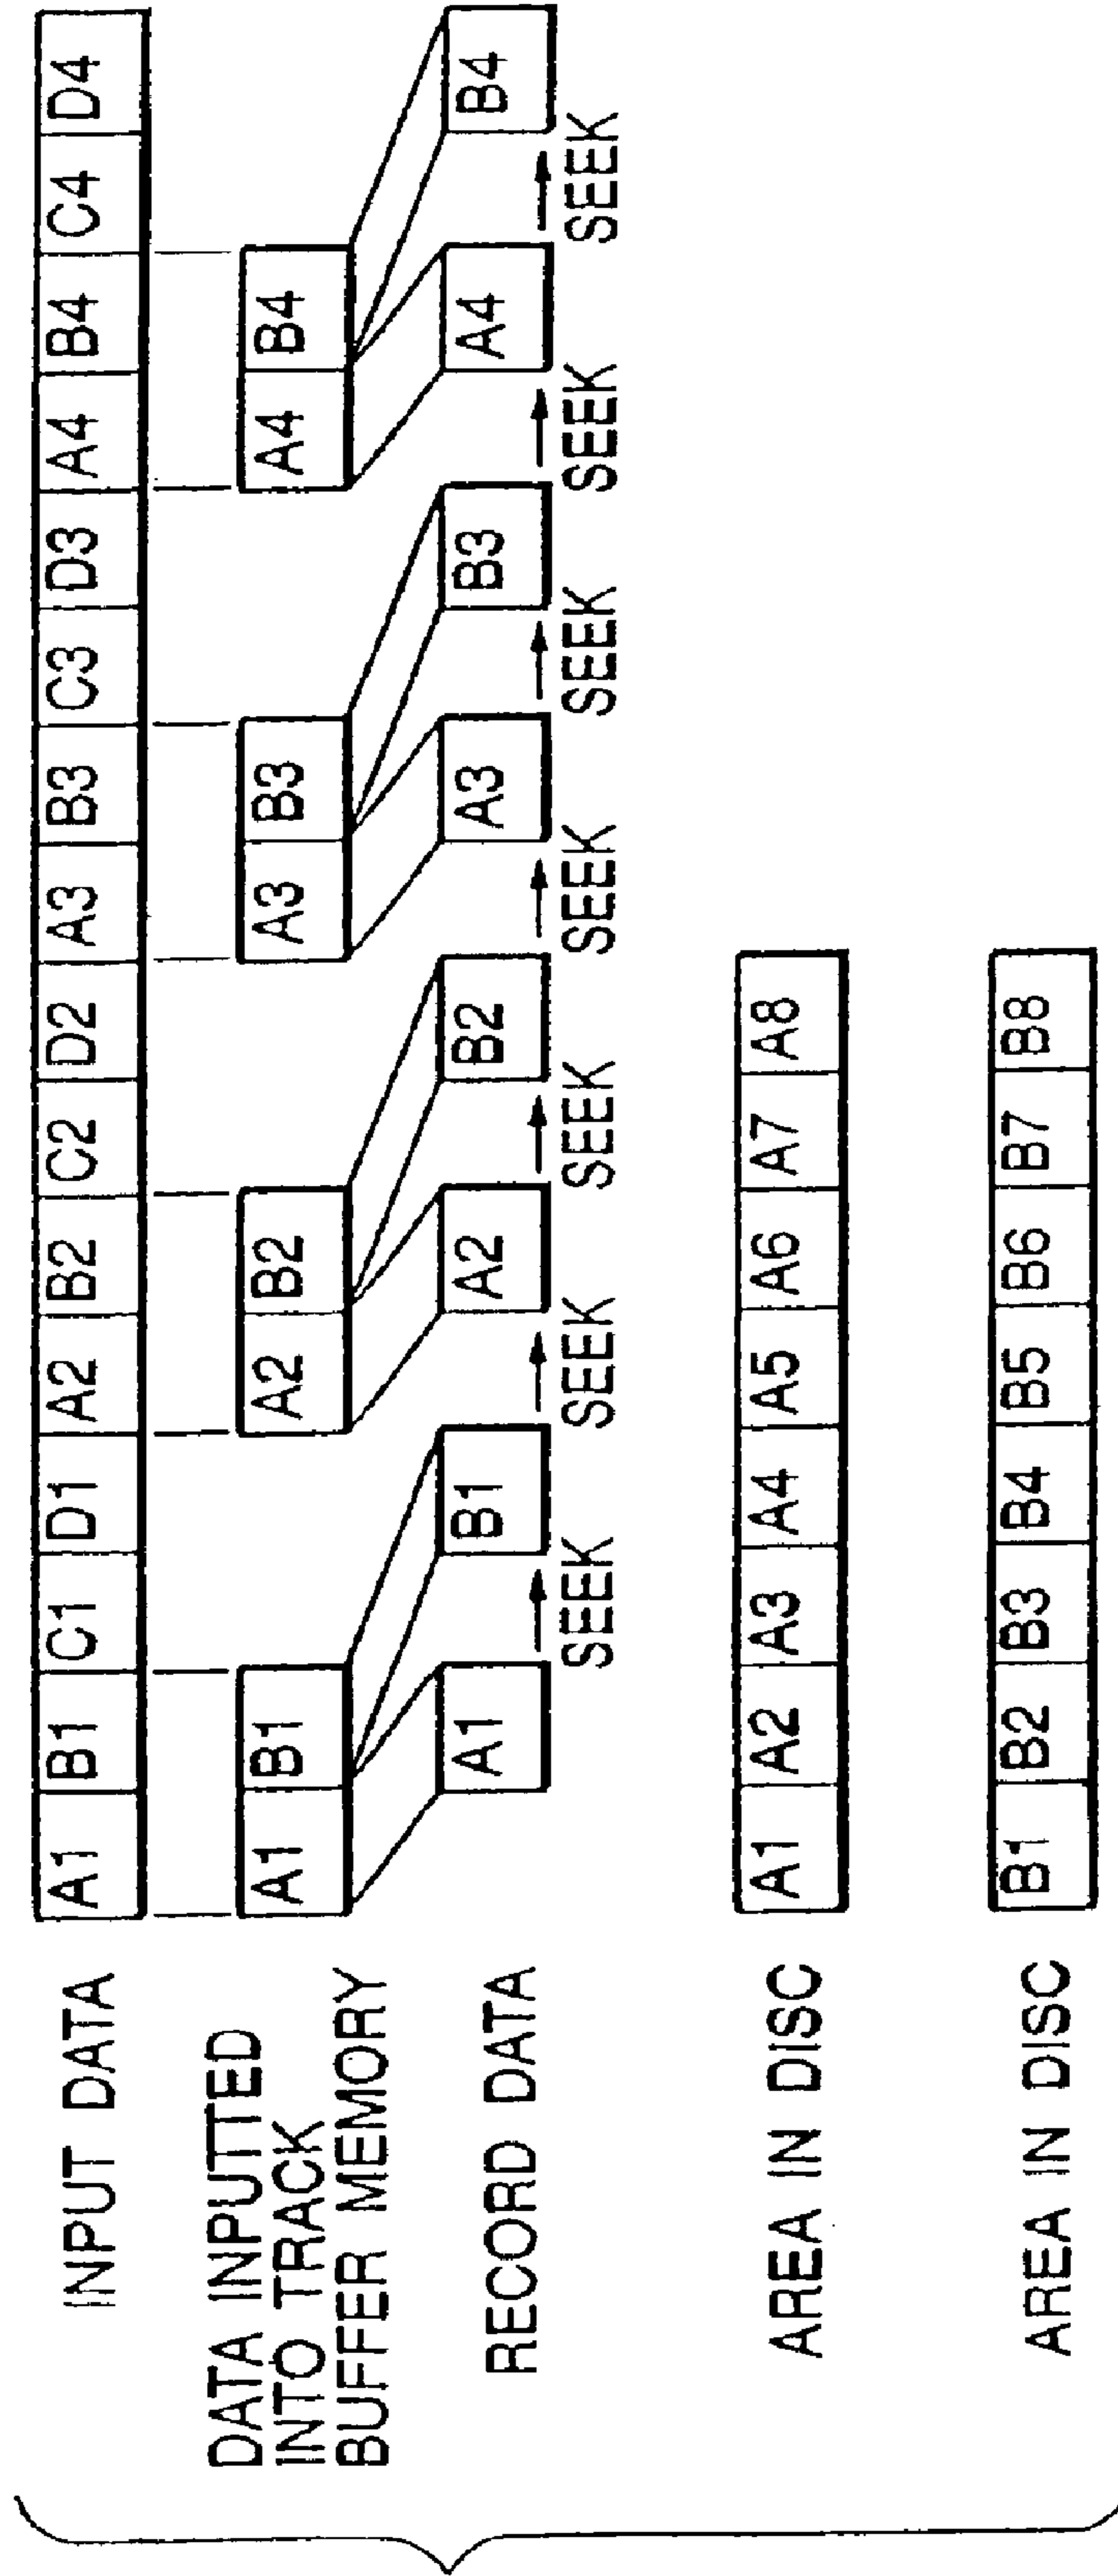 INPUT DATA A1 B1 C1 D1 A2 B2 C2 D2 A3 B3 C3 D3 A4 B4 C4 D4
DATA INPUTTED
INTO TRACK
BUFFER MEMORY
A1 B1 A2 B2 A3 B3 A4 B4
RECORD DATA A1 B1 A2 B2 A3 B3 A4 B4
SEEK SEEK SEEK SEEK SEEK SEEK SEEK
AREA IN DISC A1 A2 A3 A4 A5 A6 A7 A8
AREA IN DISC B1 B2 B3 B4 B5 B6 B7 B8